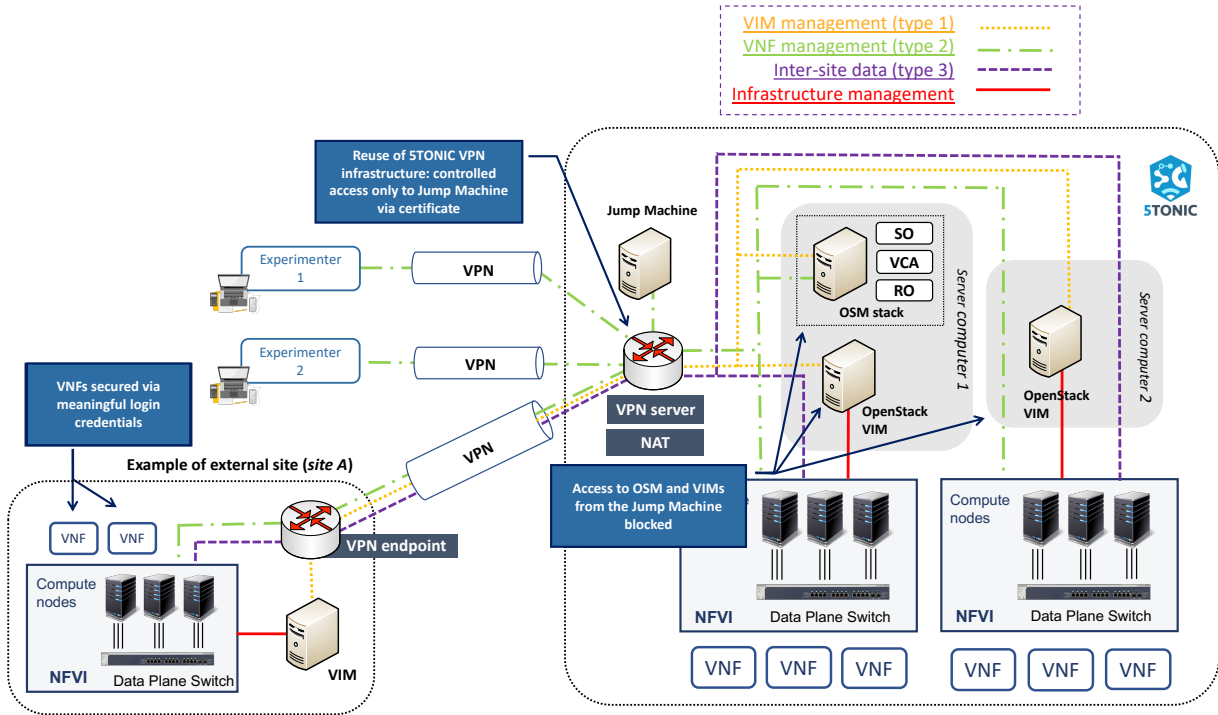 VIM management (type 1)
VNF management (type 2)
Inter-site data (type 3)
Infrastructure management
Reuse of 5TONIC VPN
infrastructure: controlled
access only to Jump Machine
via certificate
5TONIC
Jump Machine
SO
VCA
RO
OSM stack
Server computer 1
Server computer 2
Experimenter
1
VPN
Experimenter
2
VPN
OpenStack
VIM
OpenStack
VIM
VNFs secured via
meaningful login
credentials
VPN
VPN server
NAT
Example of external site (site A)
Access to OSM and VIMs
from the Jump Machine
blocked
VNF
VNF
VPN endpoint
Compute
nodes
NFVI
Data Plane Switch
VIM
NFVI
Data Plane Switch
Compute
nodes
NFVI
Data Plane Switch
VNF
VNF
VNF
VNF
VNF
VNF